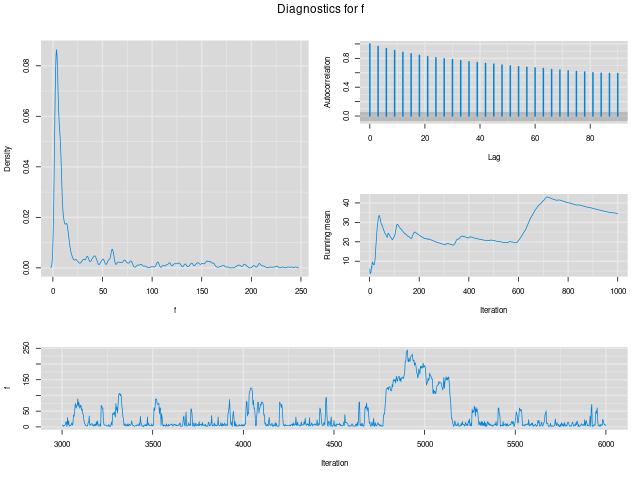 Diagnostics for f
Density
0.00 0.02 0.04 0.06 0.08
0 50 100 150 200 250
f
Autocorrelation
0.0 0.4 0.8
0 20 40 60 80
Lag
Running mean
10 20 30 40
0 200 400 600 800 1000
Iteration
f
0 50 150 250
3000 3500 4000 4500 5000 5500 6000
Iteration